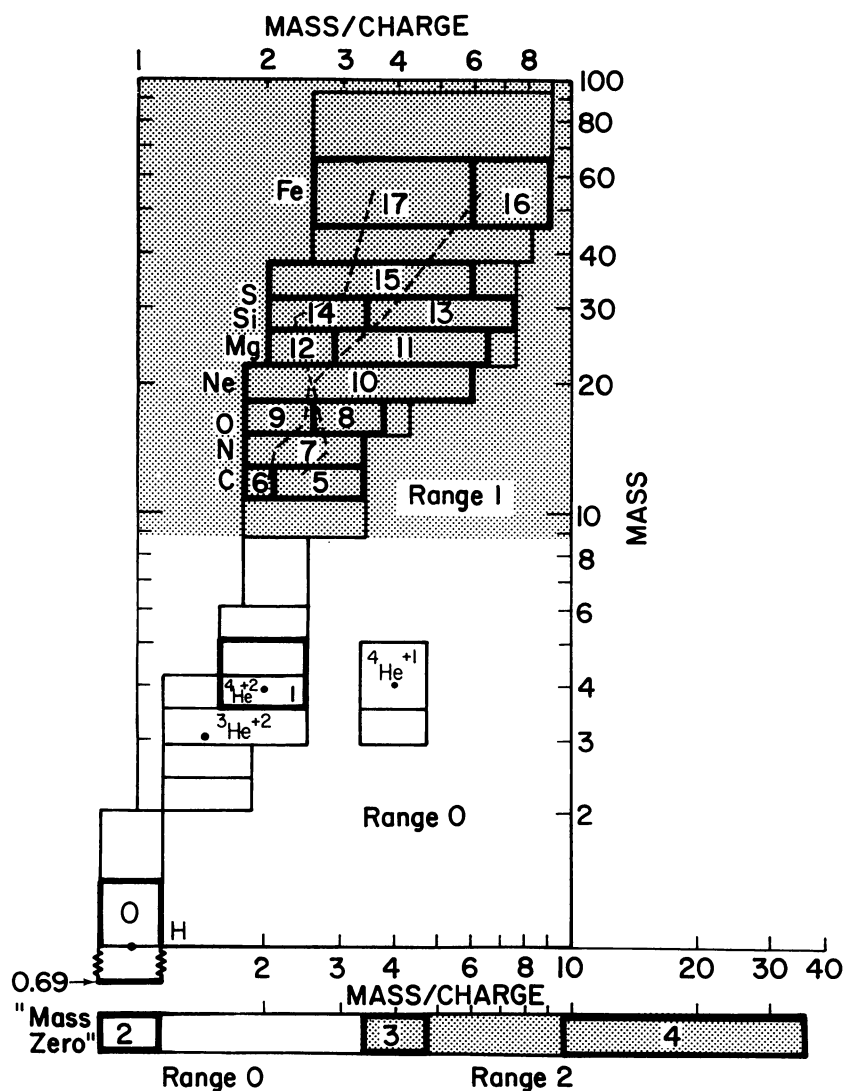 MASS/CHARGE
1 2 3 4 6 8
100
80
Fe 17 16 60
40
15
S
14 13 30
Si
Mg 12 11
Ne 10 20
O 9 8
N 7
C 6 5
Range 1
10
MASS
8
6
⁴He⁺¹
⁴He⁺² 1 4
³He⁺² 3
Range 0 2
0
H
2 3 4 6 8 10 20 30 40
0.69
MASS/CHARGE
"Mass
Zero" 2 3 4
Range 0 Range 2